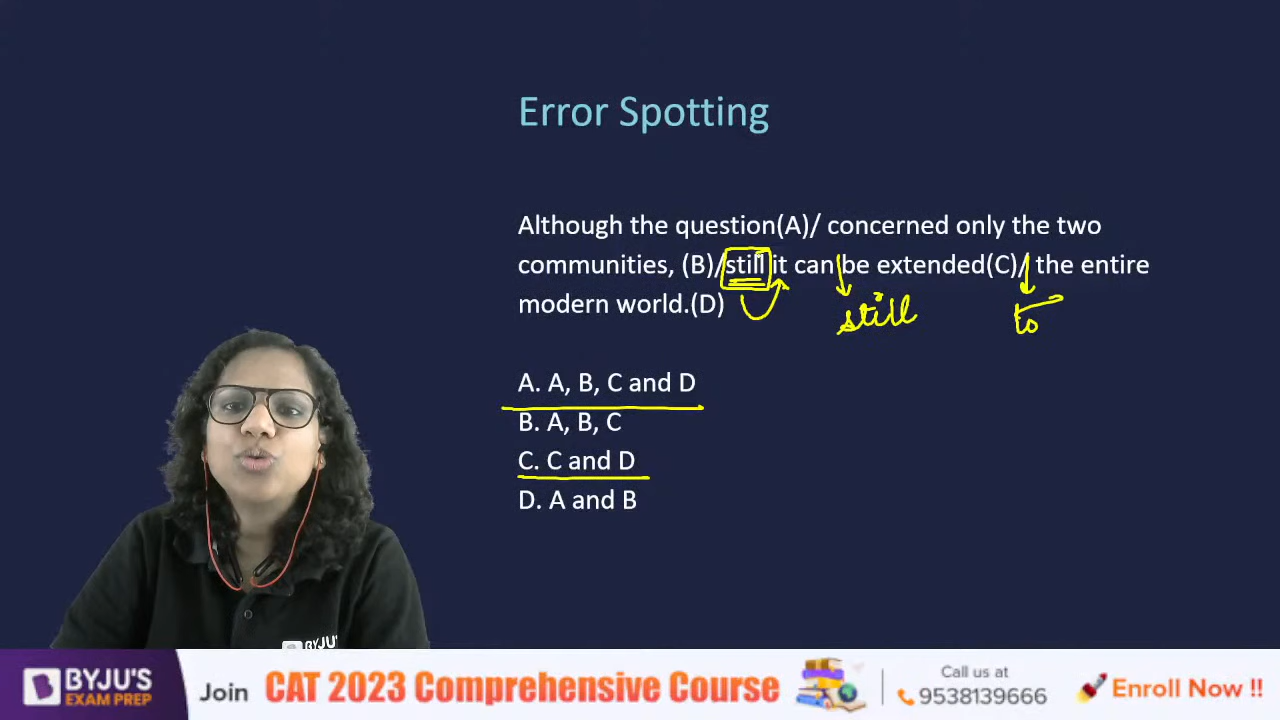 Error Spotting
Although the question(A)/ concerned only the two
communities, (B)/still it can be extended(C)/ the entire
modern world.(D)
still
to
A. A, B, C and D
B. A, B, C
C. C and D
D. A and B
BYJU'S
BYJU'S
EXAM PREP
Join CAT 2023 Comprehensive Course
Call us at
9538139666
Enroll Now !!